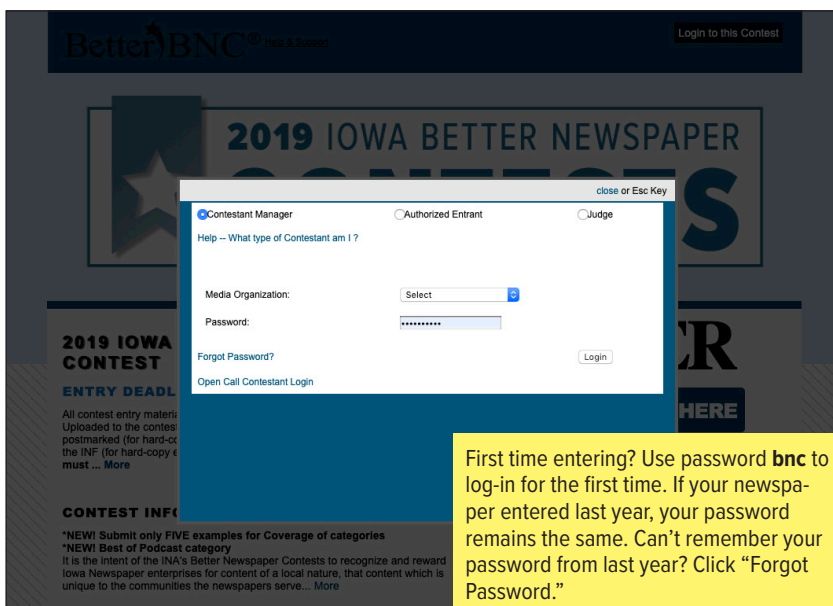 BetterBNC® Help & Support
Login to this Contest
2019 IOWA BETTER NEWSPAPER
close or Esc Key
Contestant Manager Authorized Entrant Judge
Help -- What type of Contestant am I ?
Media Organization: Select
Password: ••••••••••
Forgot Password? Login
Open Call Contestant Login
2019 IOWA
CONTEST
ENTRY DEADL
HERE
All contest entry materia
Uploaded to the contest
postmarked (for hard-co
the INF (for hard-copy e
must ... More
CONTEST INFO
*NEW! Submit only FIVE examples for Coverage of categories
*NEW! Best of Podcast category
It is the intent of the INA's Better Newspaper Contests to recognize and reward
Iowa Newspaper enterprises for content of a local nature, that content which is
unique to the communities the newspapers serve... More
First time entering? Use password bnc to
log-in for the first time. If your newspa-
per entered last year, your password
remains the same. Can't remember your
password from last year? Click “Forgot
Password.”